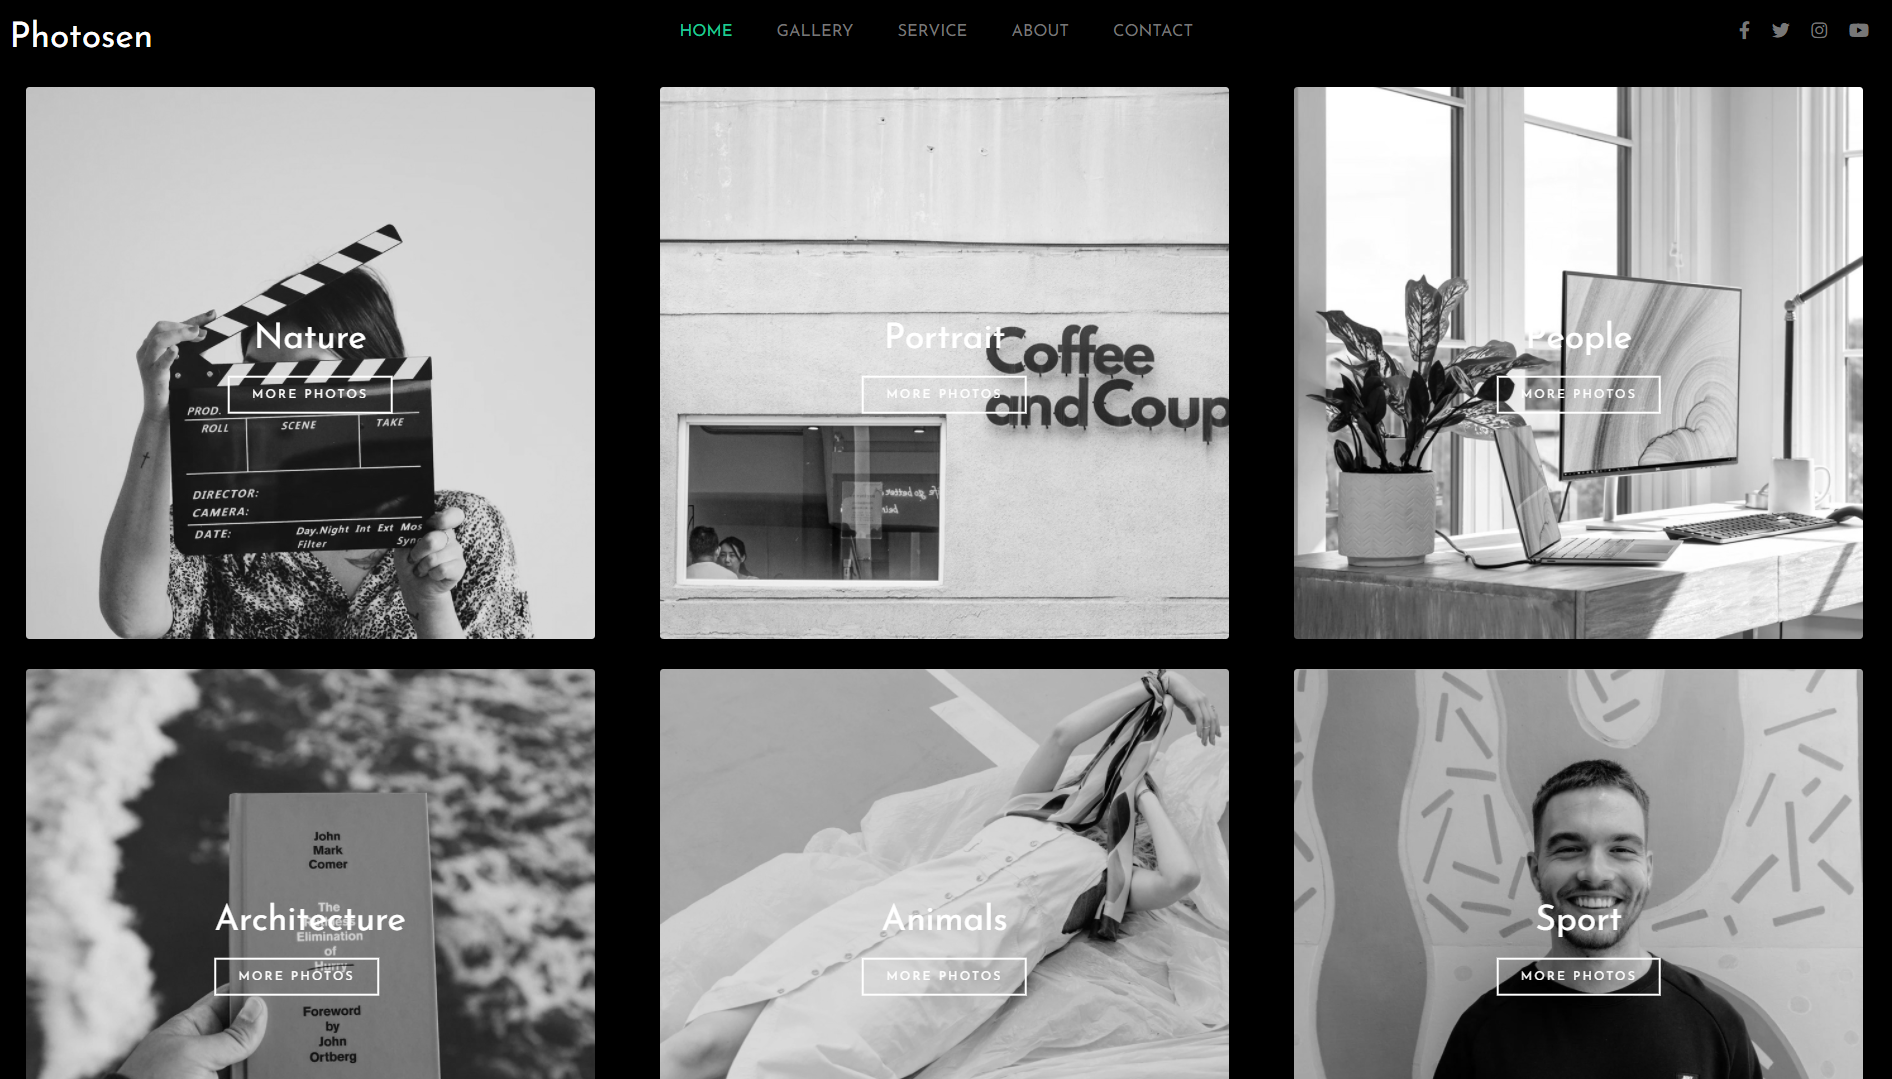 Photosen
HOME
GALLERY
SERVICE
ABOUT
CONTACT
Nature
MORE PHOTOS
PROD.
ROLL
SCENE
TAKE
DIRECTOR:
CAMERA:
DATE:
Day.Night Int Ext Mos
Filter
Sync
Portrait
MORE PHOTOS
Coffee
and Coup
People
MORE PHOTOS
John
Mark
Comer
The
Elimination
of
Hurry
Foreword
by
John
Ortberg
Architecture
MORE PHOTOS
Animals
MORE PHOTOS
Sport
MORE PHOTOS